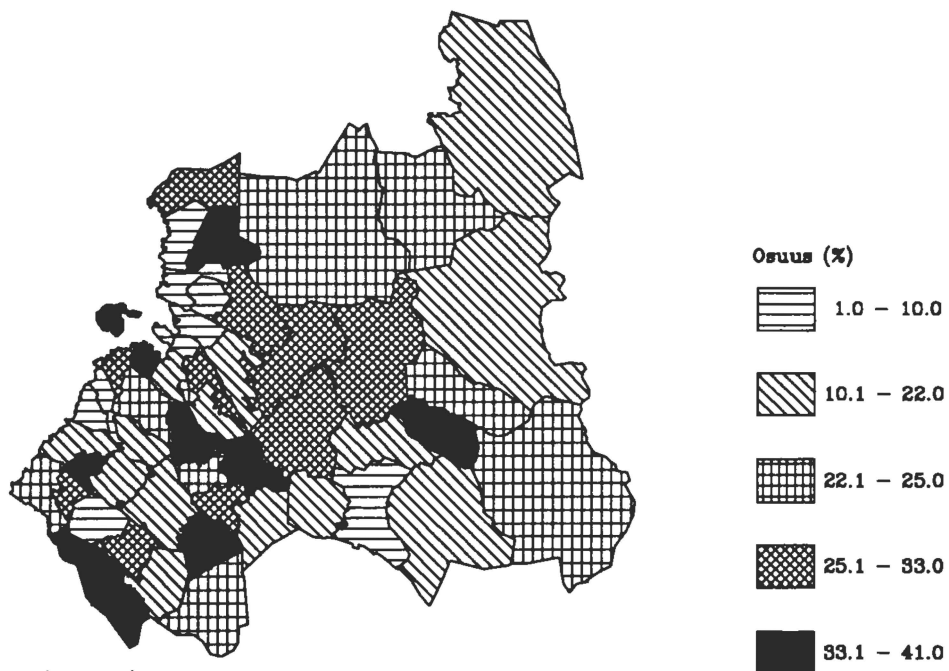 Osuus (%)
1.0 – 10.0
10.1 – 22.0
22.1 – 25.0
25.1 – 33.0
33.1 – 41.0